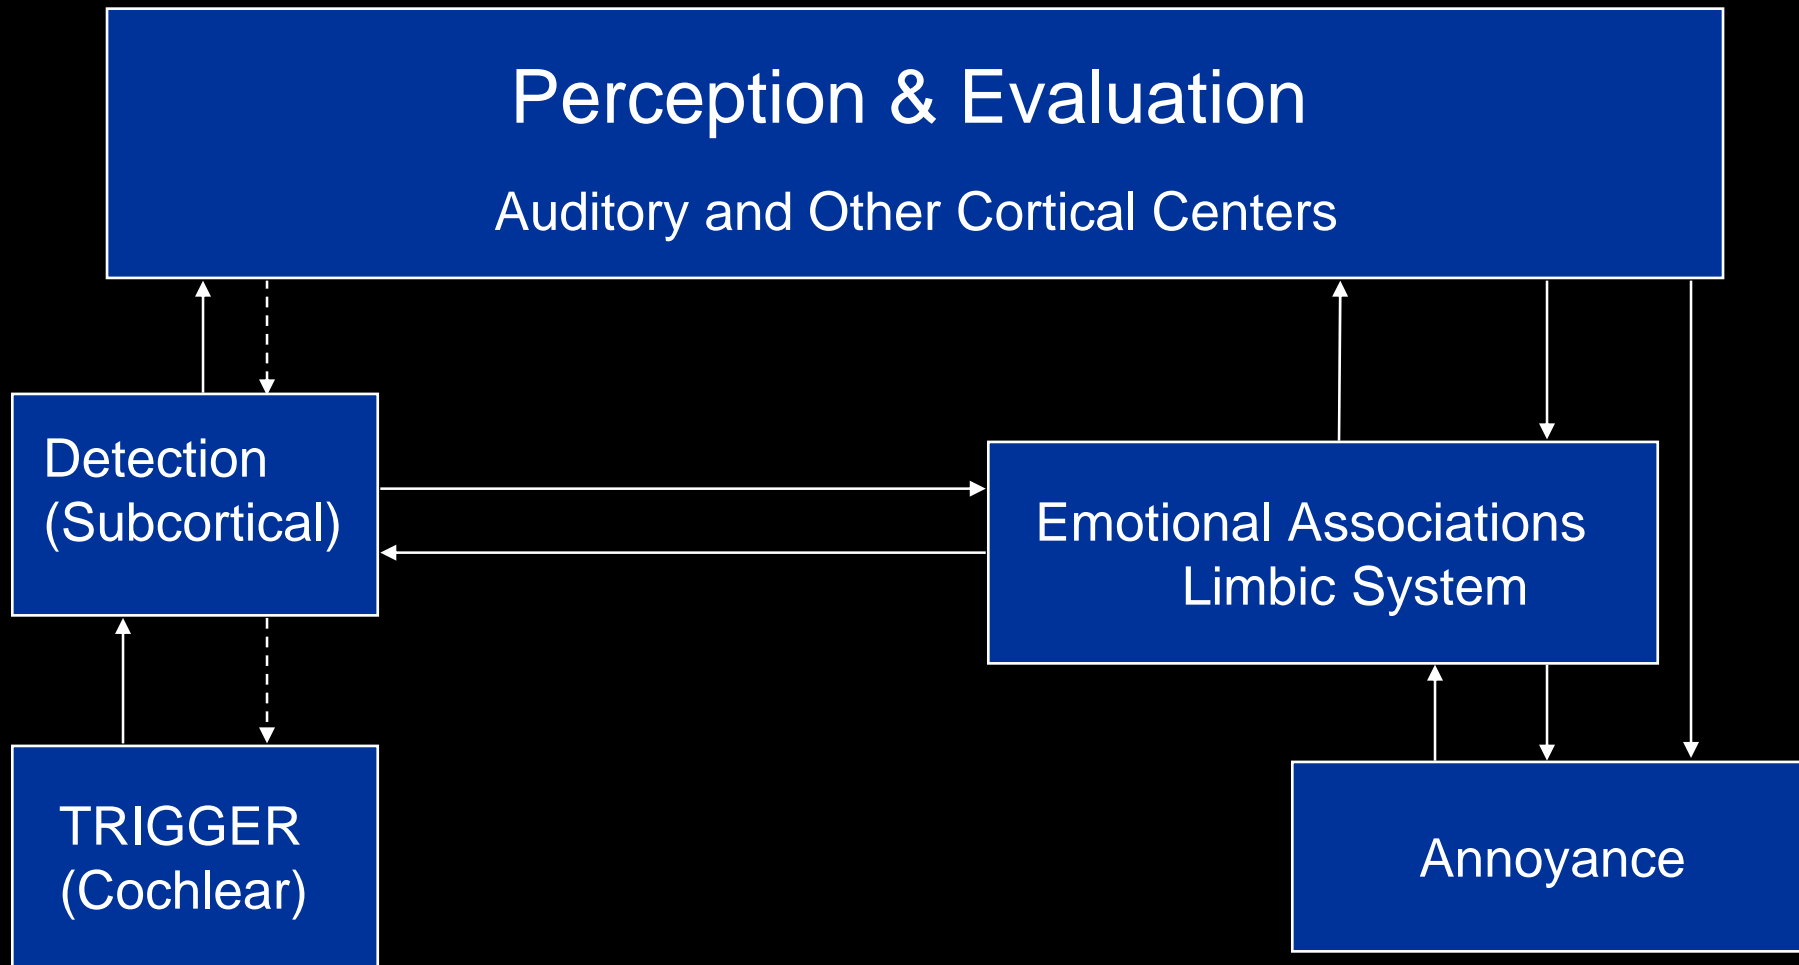 Perception & Evaluation
Auditory and Other Cortical Centers
Detection
(Subcortical)
Emotional Associations
Limbic System
TRIGGER
(Cochlear)
Annoyance